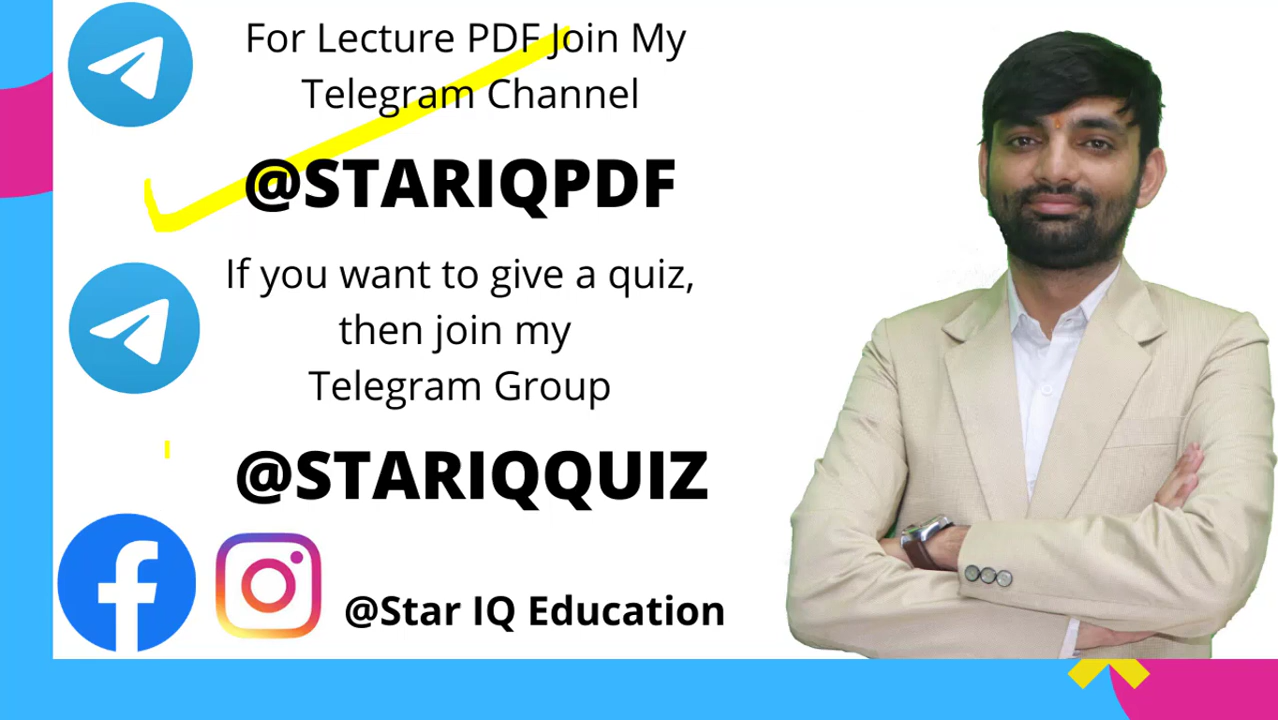 For Lecture PDF Join My
Telegram Channel
@STARIQPDF
If you want to give a quiz,
then join my
Telegram Group
@STARIQQUIZ
@Star IQ Education